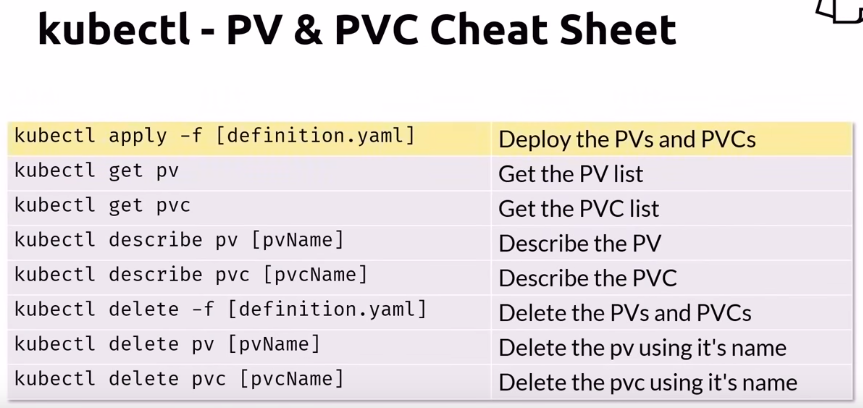 kubectl - PV & PVC Cheat Sheet
kubectl apply -f [definition.yaml] Deploy the PVs and PVCs
kubectl get pv Get the PV list
kubectl get pvc Get the PVC list
kubectl describe pv [pvName] Describe the PV
kubectl describe pvc [pvcName] Describe the PVC
kubectl delete -f [definition.yaml] Delete the PVs and PVCs
kubectl delete pv [pvName] Delete the pv using it's name
kubectl delete pvc [pvcName] Delete the pvc using it's name